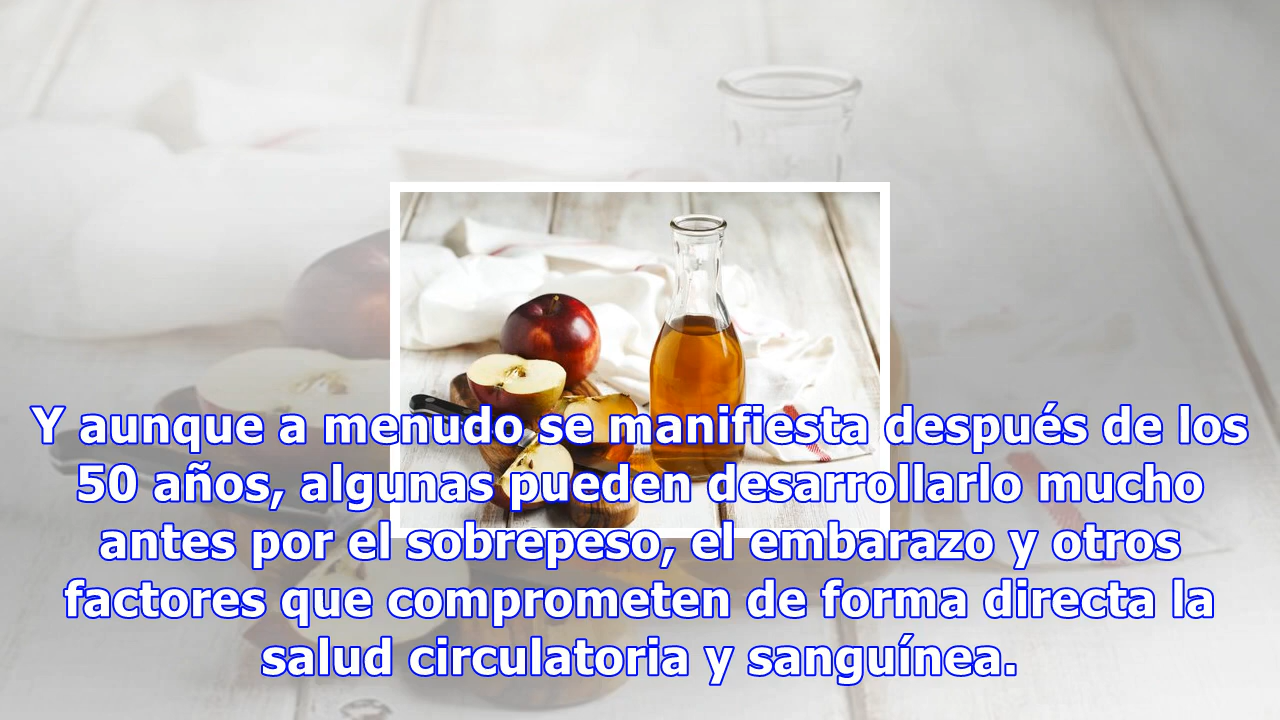 Y aunque a menudo se manifiesta después de los
50 años, algunas pueden desarrollarlo mucho
antes por el sobrepeso, el embarazo y otros
factores que comprometen de forma directa la
salud circulatoria y sanguínea.